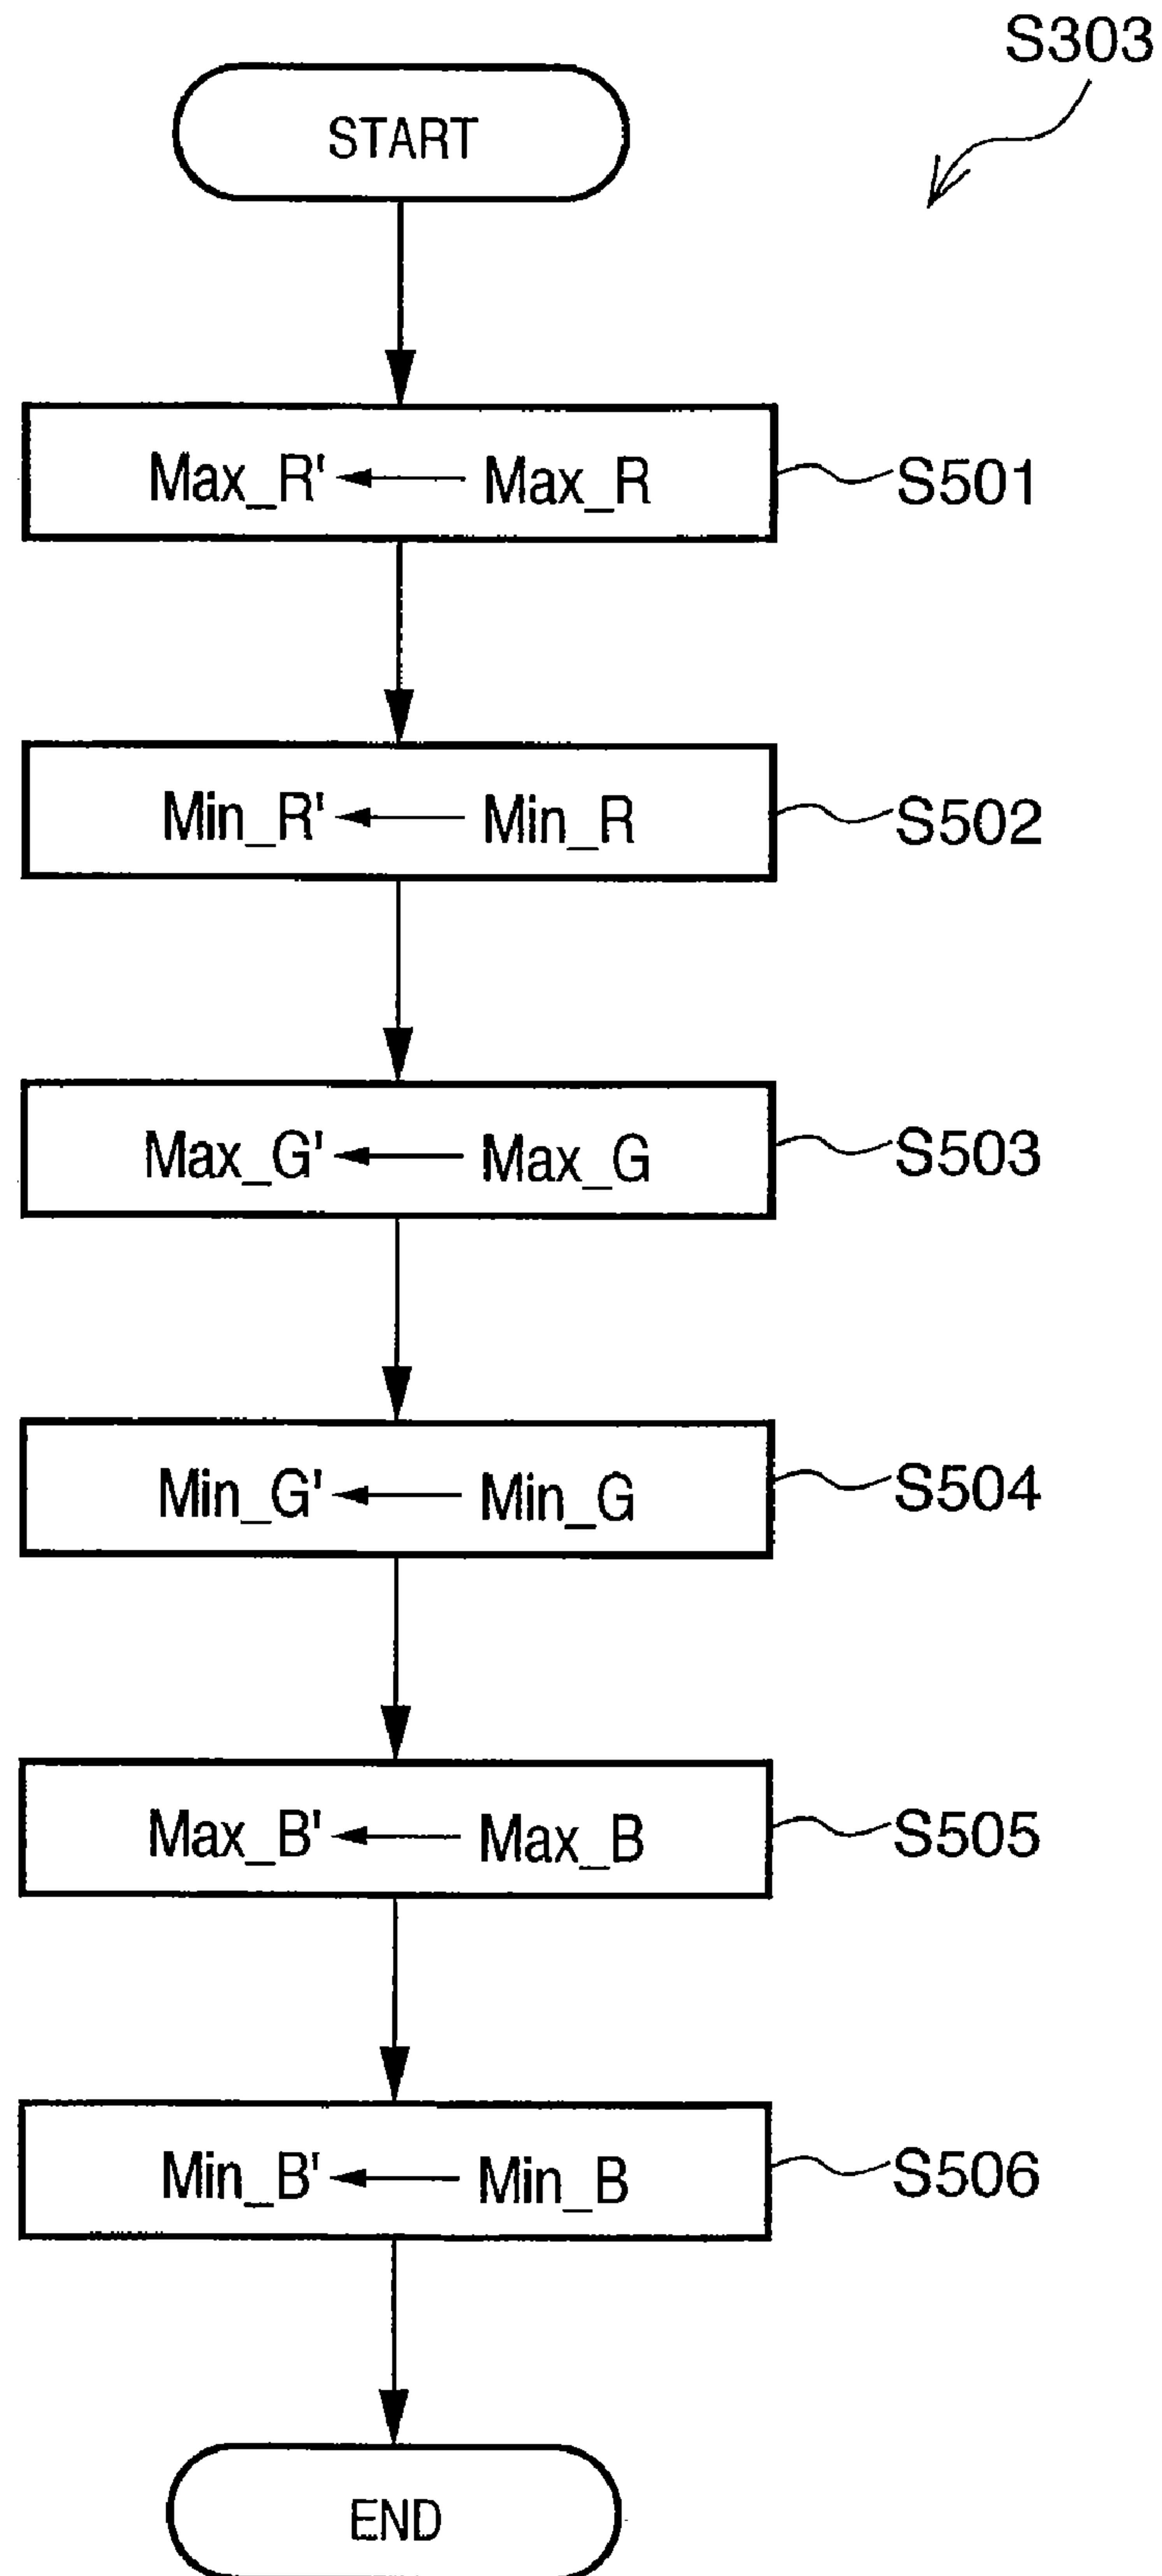 S303
START
Max_R' ← Max_R
S501
Min_R' ← Min_R
S502
Max_G' ← Max_G
S503
Min_G' ← Min_G
S504
Max_B' ← Max_B
S505
Min_B' ← Min_B
S506
END